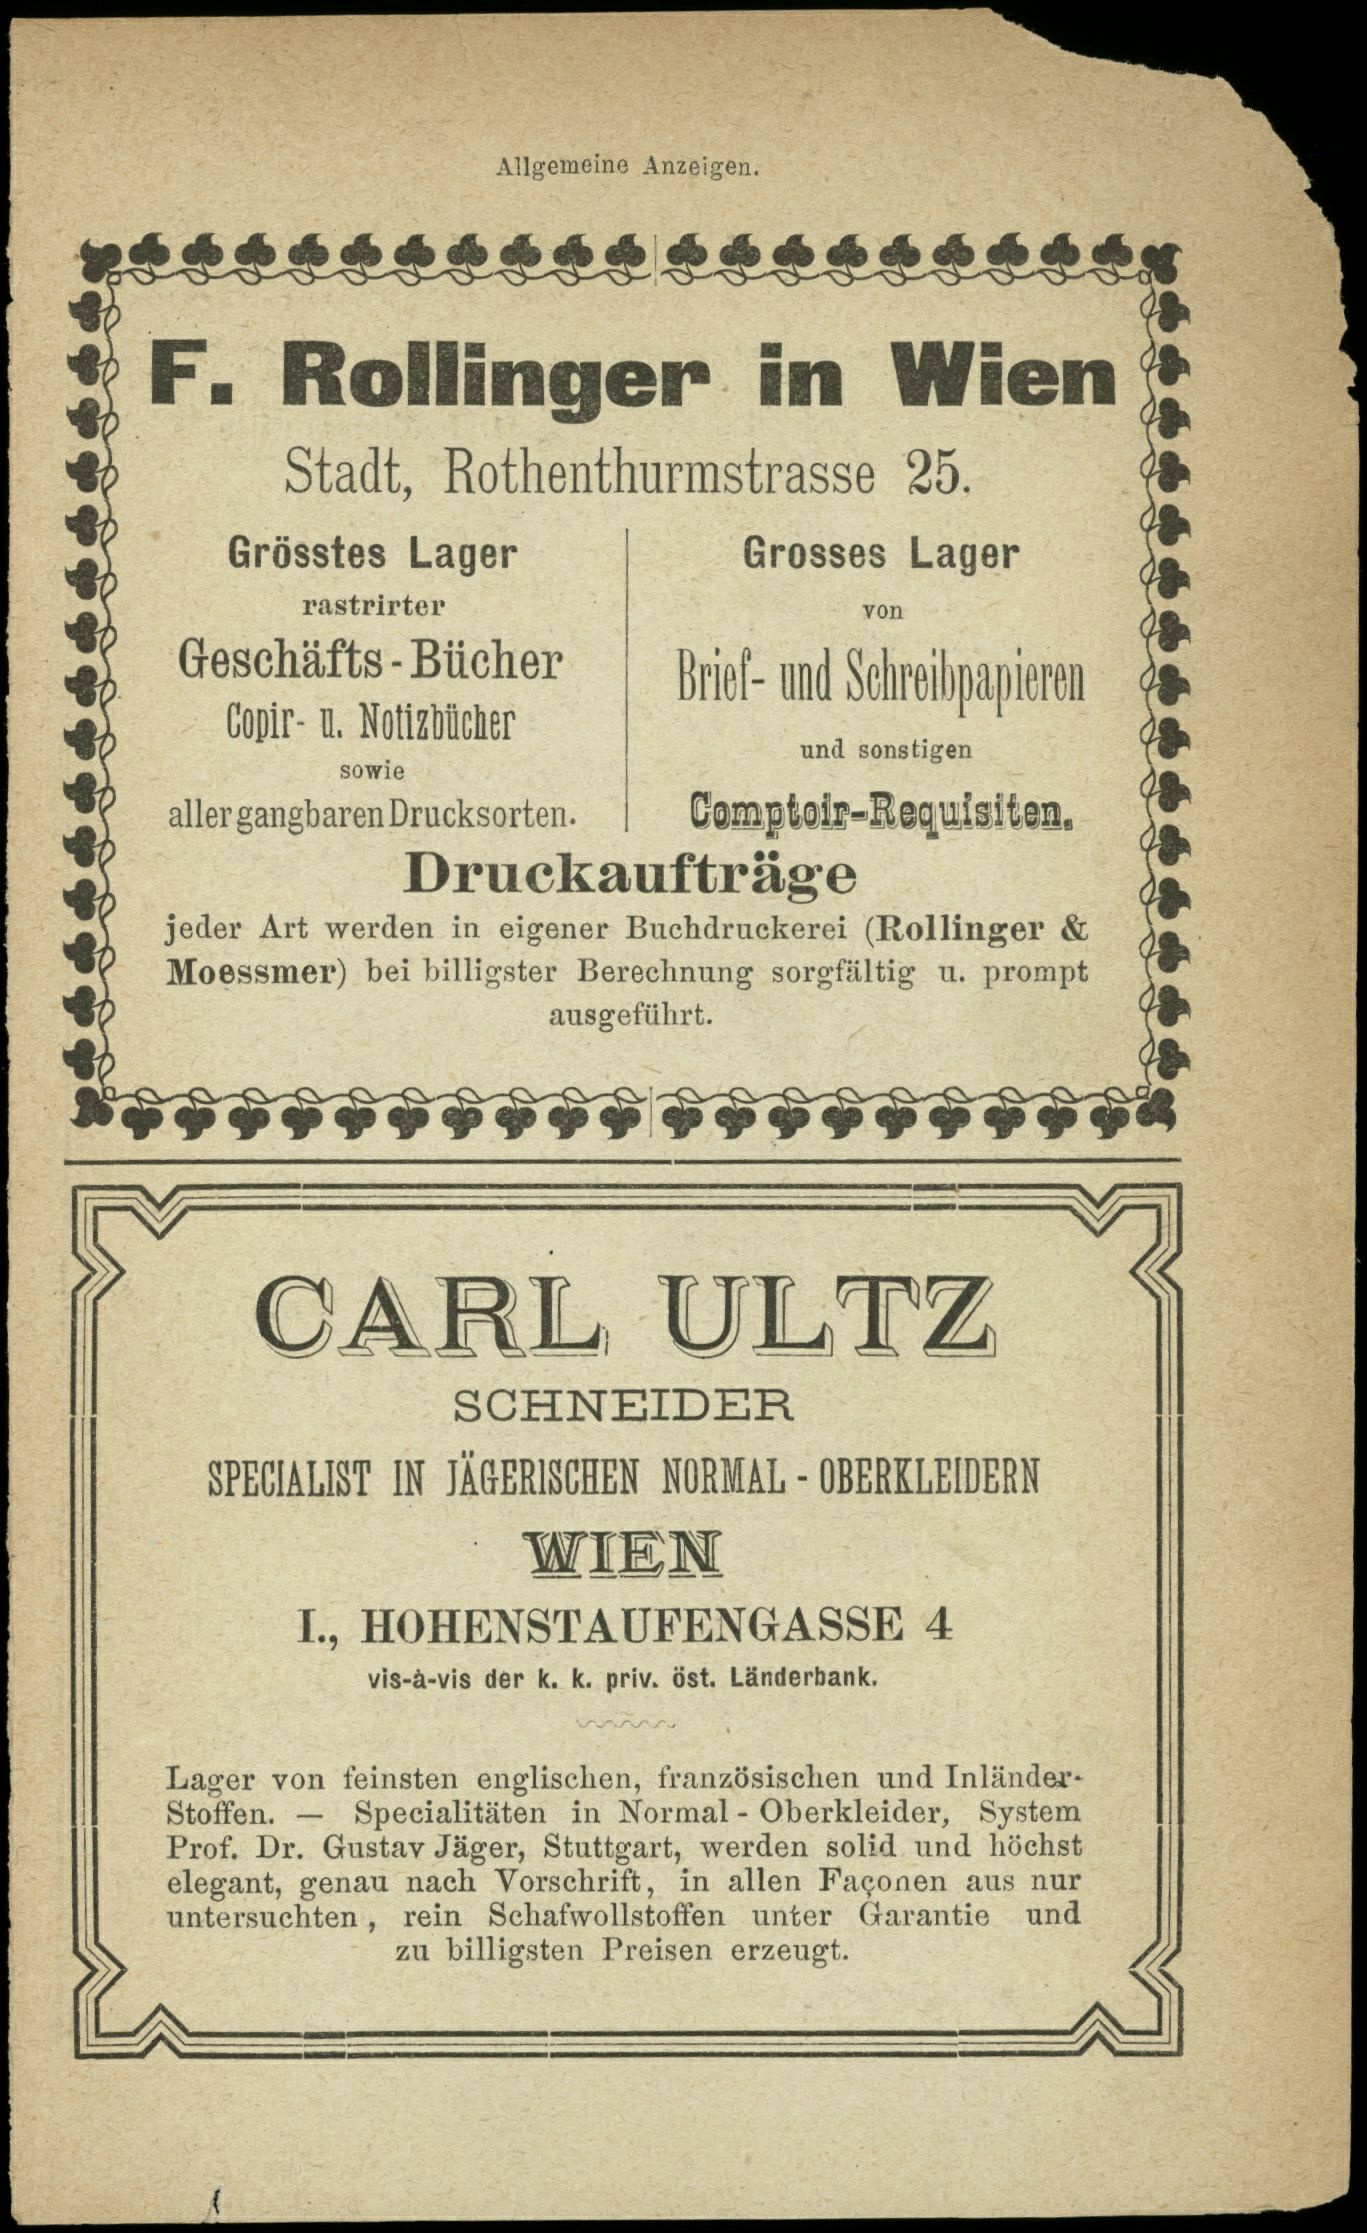 Allgemeine Anzeigen.
F. Rollinger in Wien
Stadt, Rothenthurmstrasse 25.
Grösstes Lager
rastrirter
Geschäfts-Bücher
Copir- u. Notizbücher
sowie
aller gangbaren Drucksorten.
Grosses Lager
von
Brief- und Schreibpapieren
und sonstigen
Comptoir-Requisiten.
Druckaufträge
jeder Art werden in eigener Buchdruckerei (Rollinger &
Moessmer) bei billigster Berechnung sorgfältig u. prompt
ausgeführt.
CARL ULTZ
SCHNEIDER
SPECIALIST IN JÄGERISCHEN NORMAL-OBERKLEIDERN
WIEN
I., HOHENSTAUFENGASSE 4
vis-à-vis der k. k. priv. öst. Länderbank.
Lager von feinsten englischen, französischen und Inländer-
Stoffen. — Specialitäten in Normal-Oberkleider, System
Prof. Dr. Gustav Jäger, Stuttgart, werden solid und höchst
elegant, genau nach Vorschrift, in allen Façonen aus nur
untersuchten, rein Schafwollstoffen unter Garantie und
zu billigsten Preisen erzeugt.